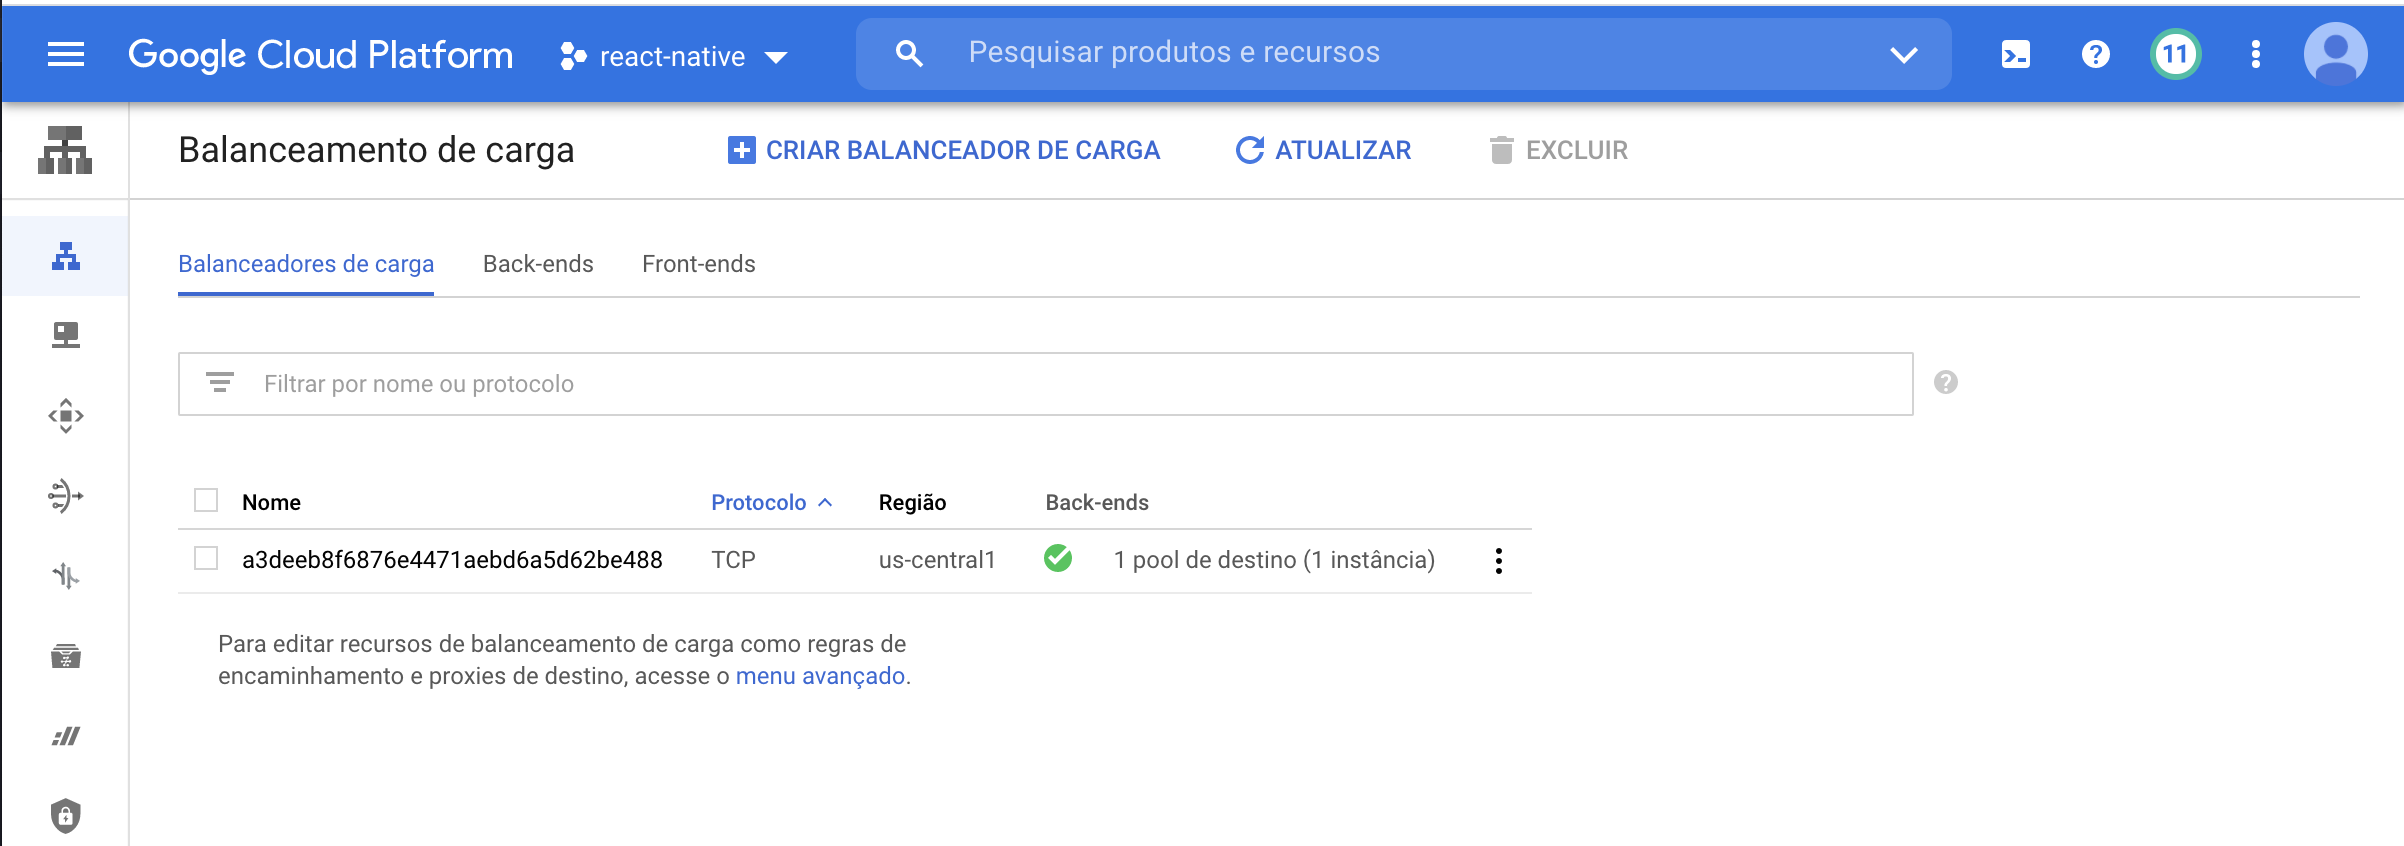 Google Cloud Platform
react-native
Pesquisar produtos e recursos
11
Balanceamento de carga
CRIAR BALANCEADOR DE CARGA
ATUALIZAR
EXCLUIR
Balanceadores de carga
Back-ends
Front-ends
Filtrar por nome ou protocolo
Nome
Protocolo
Região
Back-ends
a3deeb8f6876e4471aebd6a5d62be488
TCP
us-central1
1 pool de destino (1 instância)
Para editar recursos de balanceamento de carga como regras de
encaminhamento e proxies de destino, acesse o menu avançado.